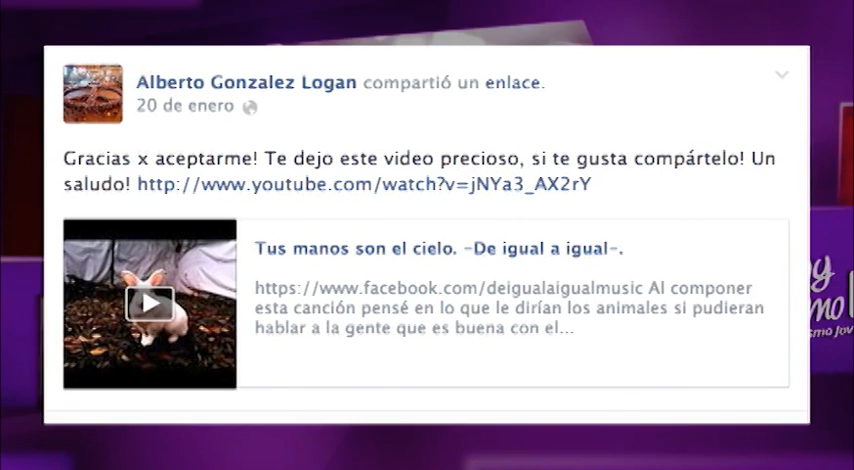 Alberto Gonzalez Logan compartió un enlace.
20 de enero
Gracias x aceptarme! Te dejo este video precioso, si te gusta compártelo! Un
saludo! http://www.youtube.com/watch?v=jNYa3_AX2rY
Tus manos son el cielo. -De igual a igual-.
https://www.facebook.com/deigualaigualmusic Al componer
esta canción pensé en lo que le dirían los animales si pudieran
hablar a la gente que es buena con el...